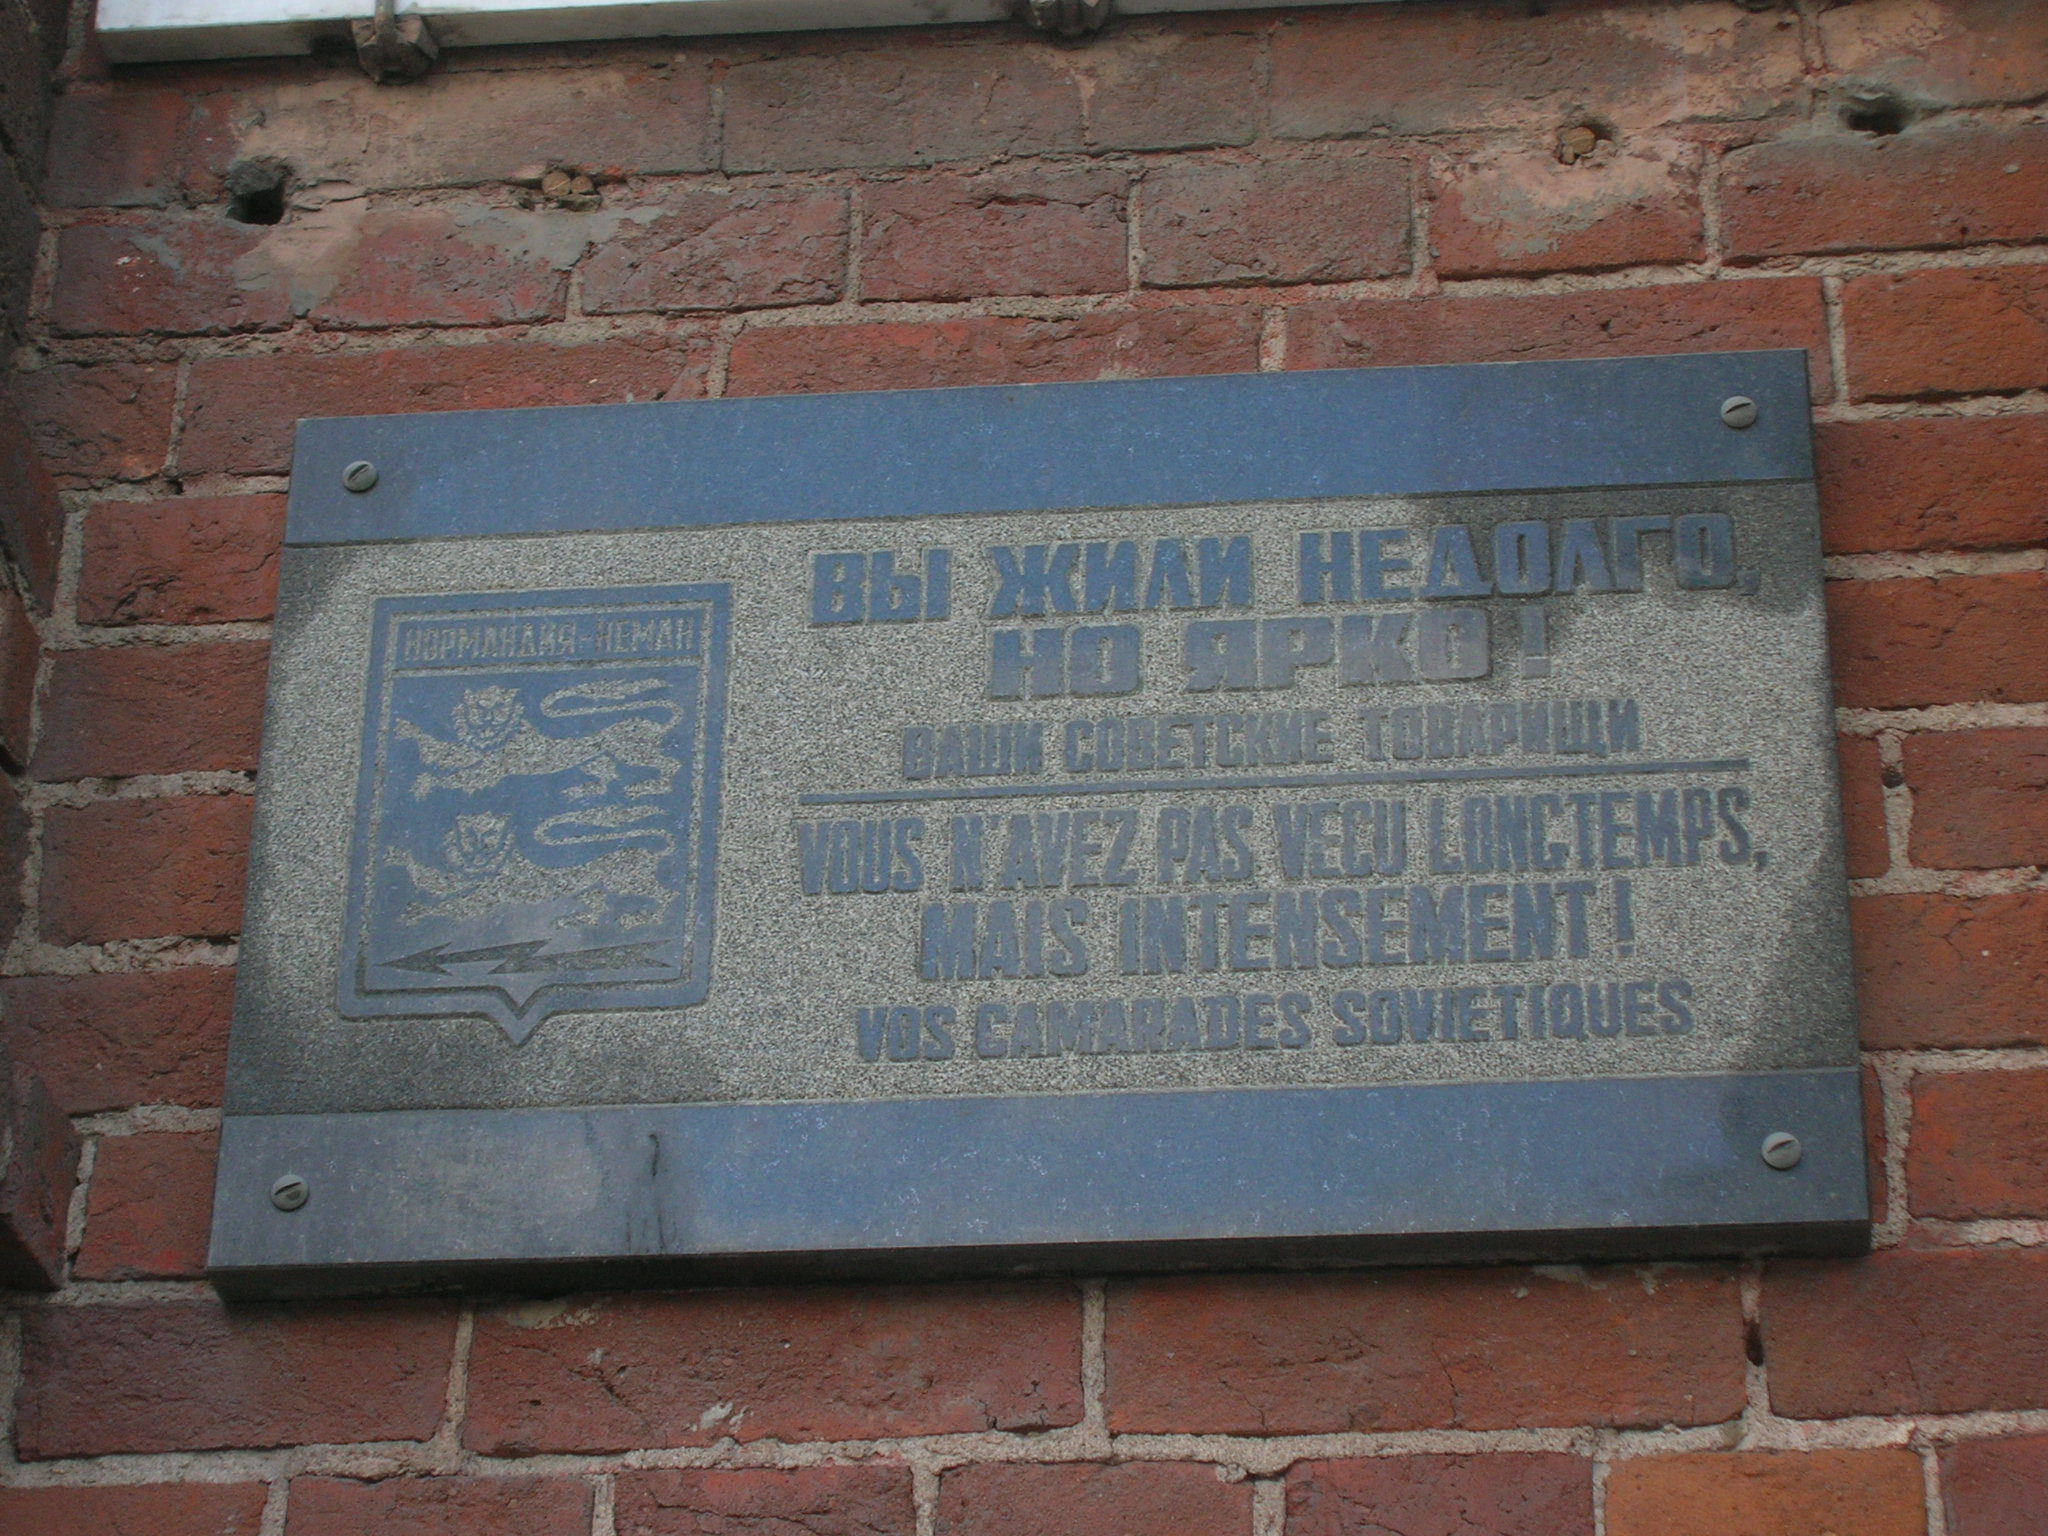 НОРМАНДИЯ-НЕМАН
ВЫ ЖИЛИ НЕДОЛГО,
НО ЯРКО!
ВАШИ СОВЕТСКИЕ ТОВАРИЩИ
VOUS N'AVEZ PAS VECU LONGTEMPS,
MAIS INTENSEMENT!
VOS CAMARADES SOVIETIQUES